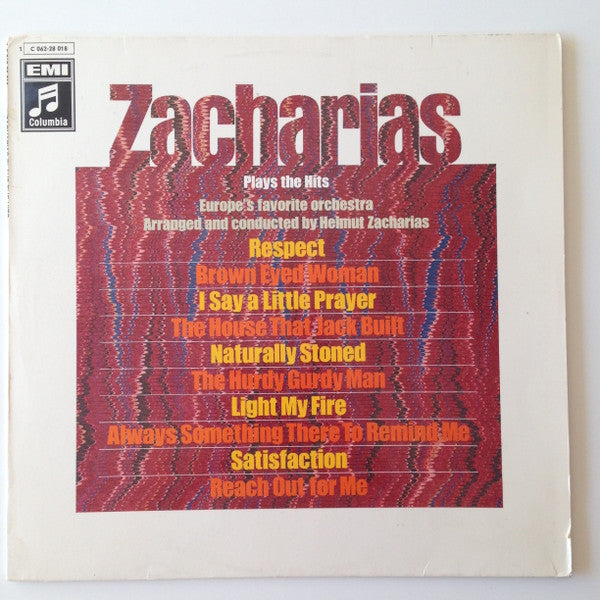 1 C 062-28 018
EMI
Columbia
Zacharias
Plays the Hits
Europe's favorite orchestra
Arranged and conducted by Helmut Zacharias
Respect
Brown Eyed Woman
I Say a Little Prayer
The House That Jack Built
Naturally Stoned
The Hurdy Gurdy Man
Light My Fire
Always Something There To Remind Me
Satisfaction
Reach Out for Me